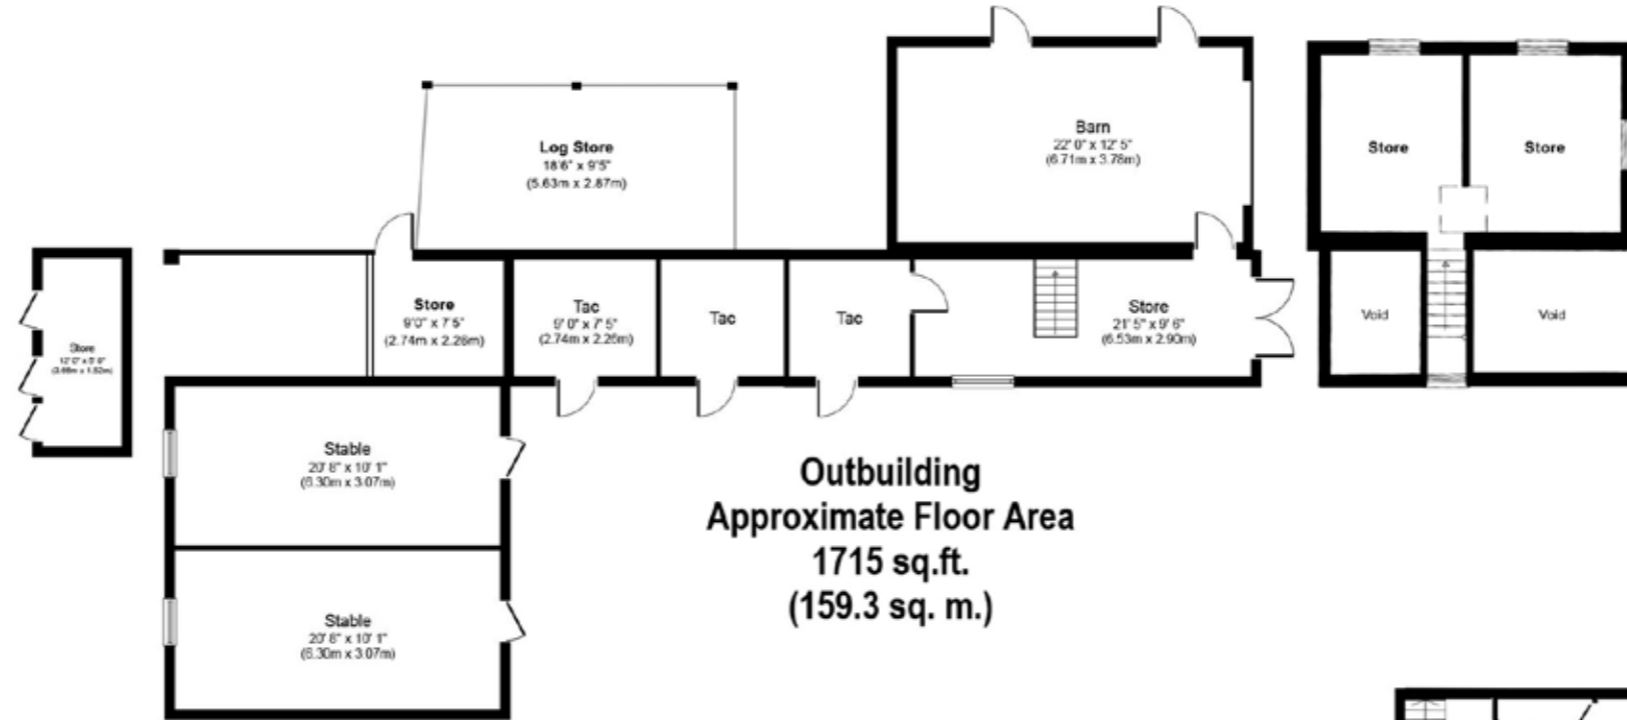 Barn
22' 0" x 12' 5"
(6.71m x 3.78m)
Log Store
18'6" x 9'5"
(5.63m x 2.87m)
Store
Store
Store
12' 0" x
Store
9'0" x 7'5"
(2.74m x 2.26m)
Tac
9' 0" x 7' 5"
(2.74m x 2.26m)
Tac
Tac
Store
21' 5" x 9' 6"
(6.53m x 2.90m)
Void
Void
Stable
20' 8" x 10' 1"
(6.30m x 3.07m)
Stable
20' 8" x 10' 1"
(6.30m x 3.07m)
Outbuilding
Approximate Floor Area
1715 sq.ft.
(159.3 sq. m.)